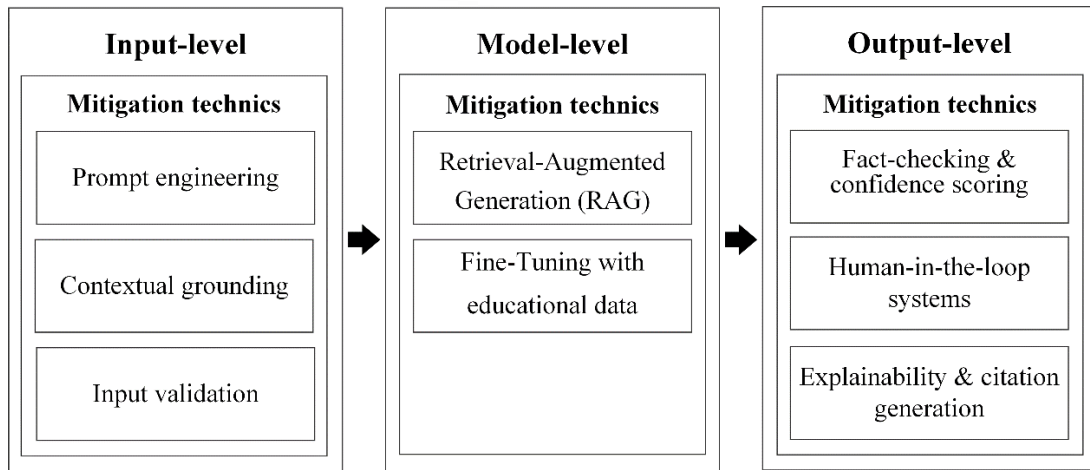 Input-level
Mitigation technics
Prompt engineering
Contextual grounding
Input validation
Model-level
Mitigation technics
Retrieval-Augmented
Generation (RAG)
Fine-Tuning with
educational data
Output-level
Mitigation technics
Fact-checking &
confidence scoring
Human-in-the-loop
systems
Explainability & citation
generation